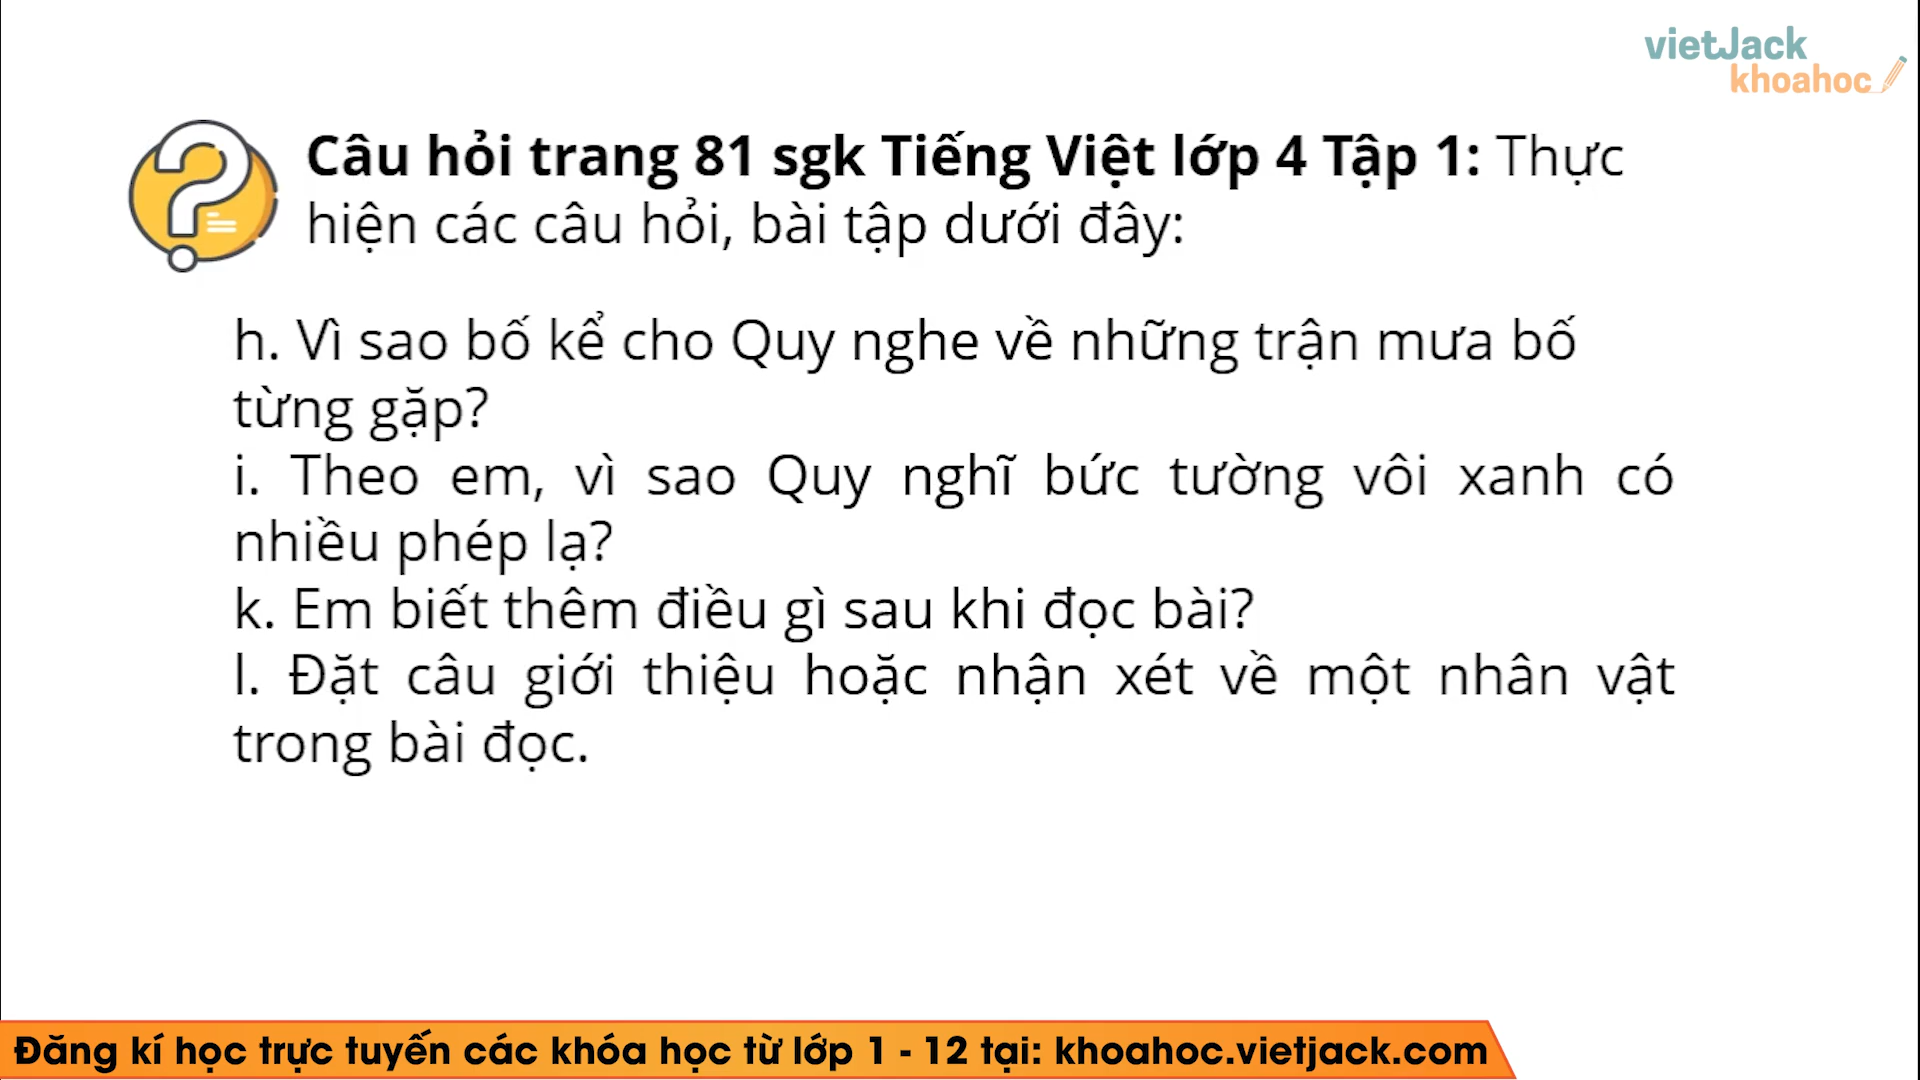 vietJack
khoahoc
Câu hỏi trang 81 sgk Tiếng Việt lớp 4 Tập 1: Thực
hiện các câu hỏi, bài tập dưới đây:
h. Vì sao bố kể cho Quy nghe về những trận mưa bố
từng gặp?
i. Theo em, vì sao Quy nghĩ bức tường vôi xanh có
nhiều phép lạ?
k. Em biết thêm điều gì sau khi đọc bài?
l. Đặt câu giới thiệu hoặc nhận xét về một nhân vật
trong bài đọc.
Đăng kí học trực tuyến các khóa học từ lớp 1 - 12 tại: khoahoc.vietjack.com